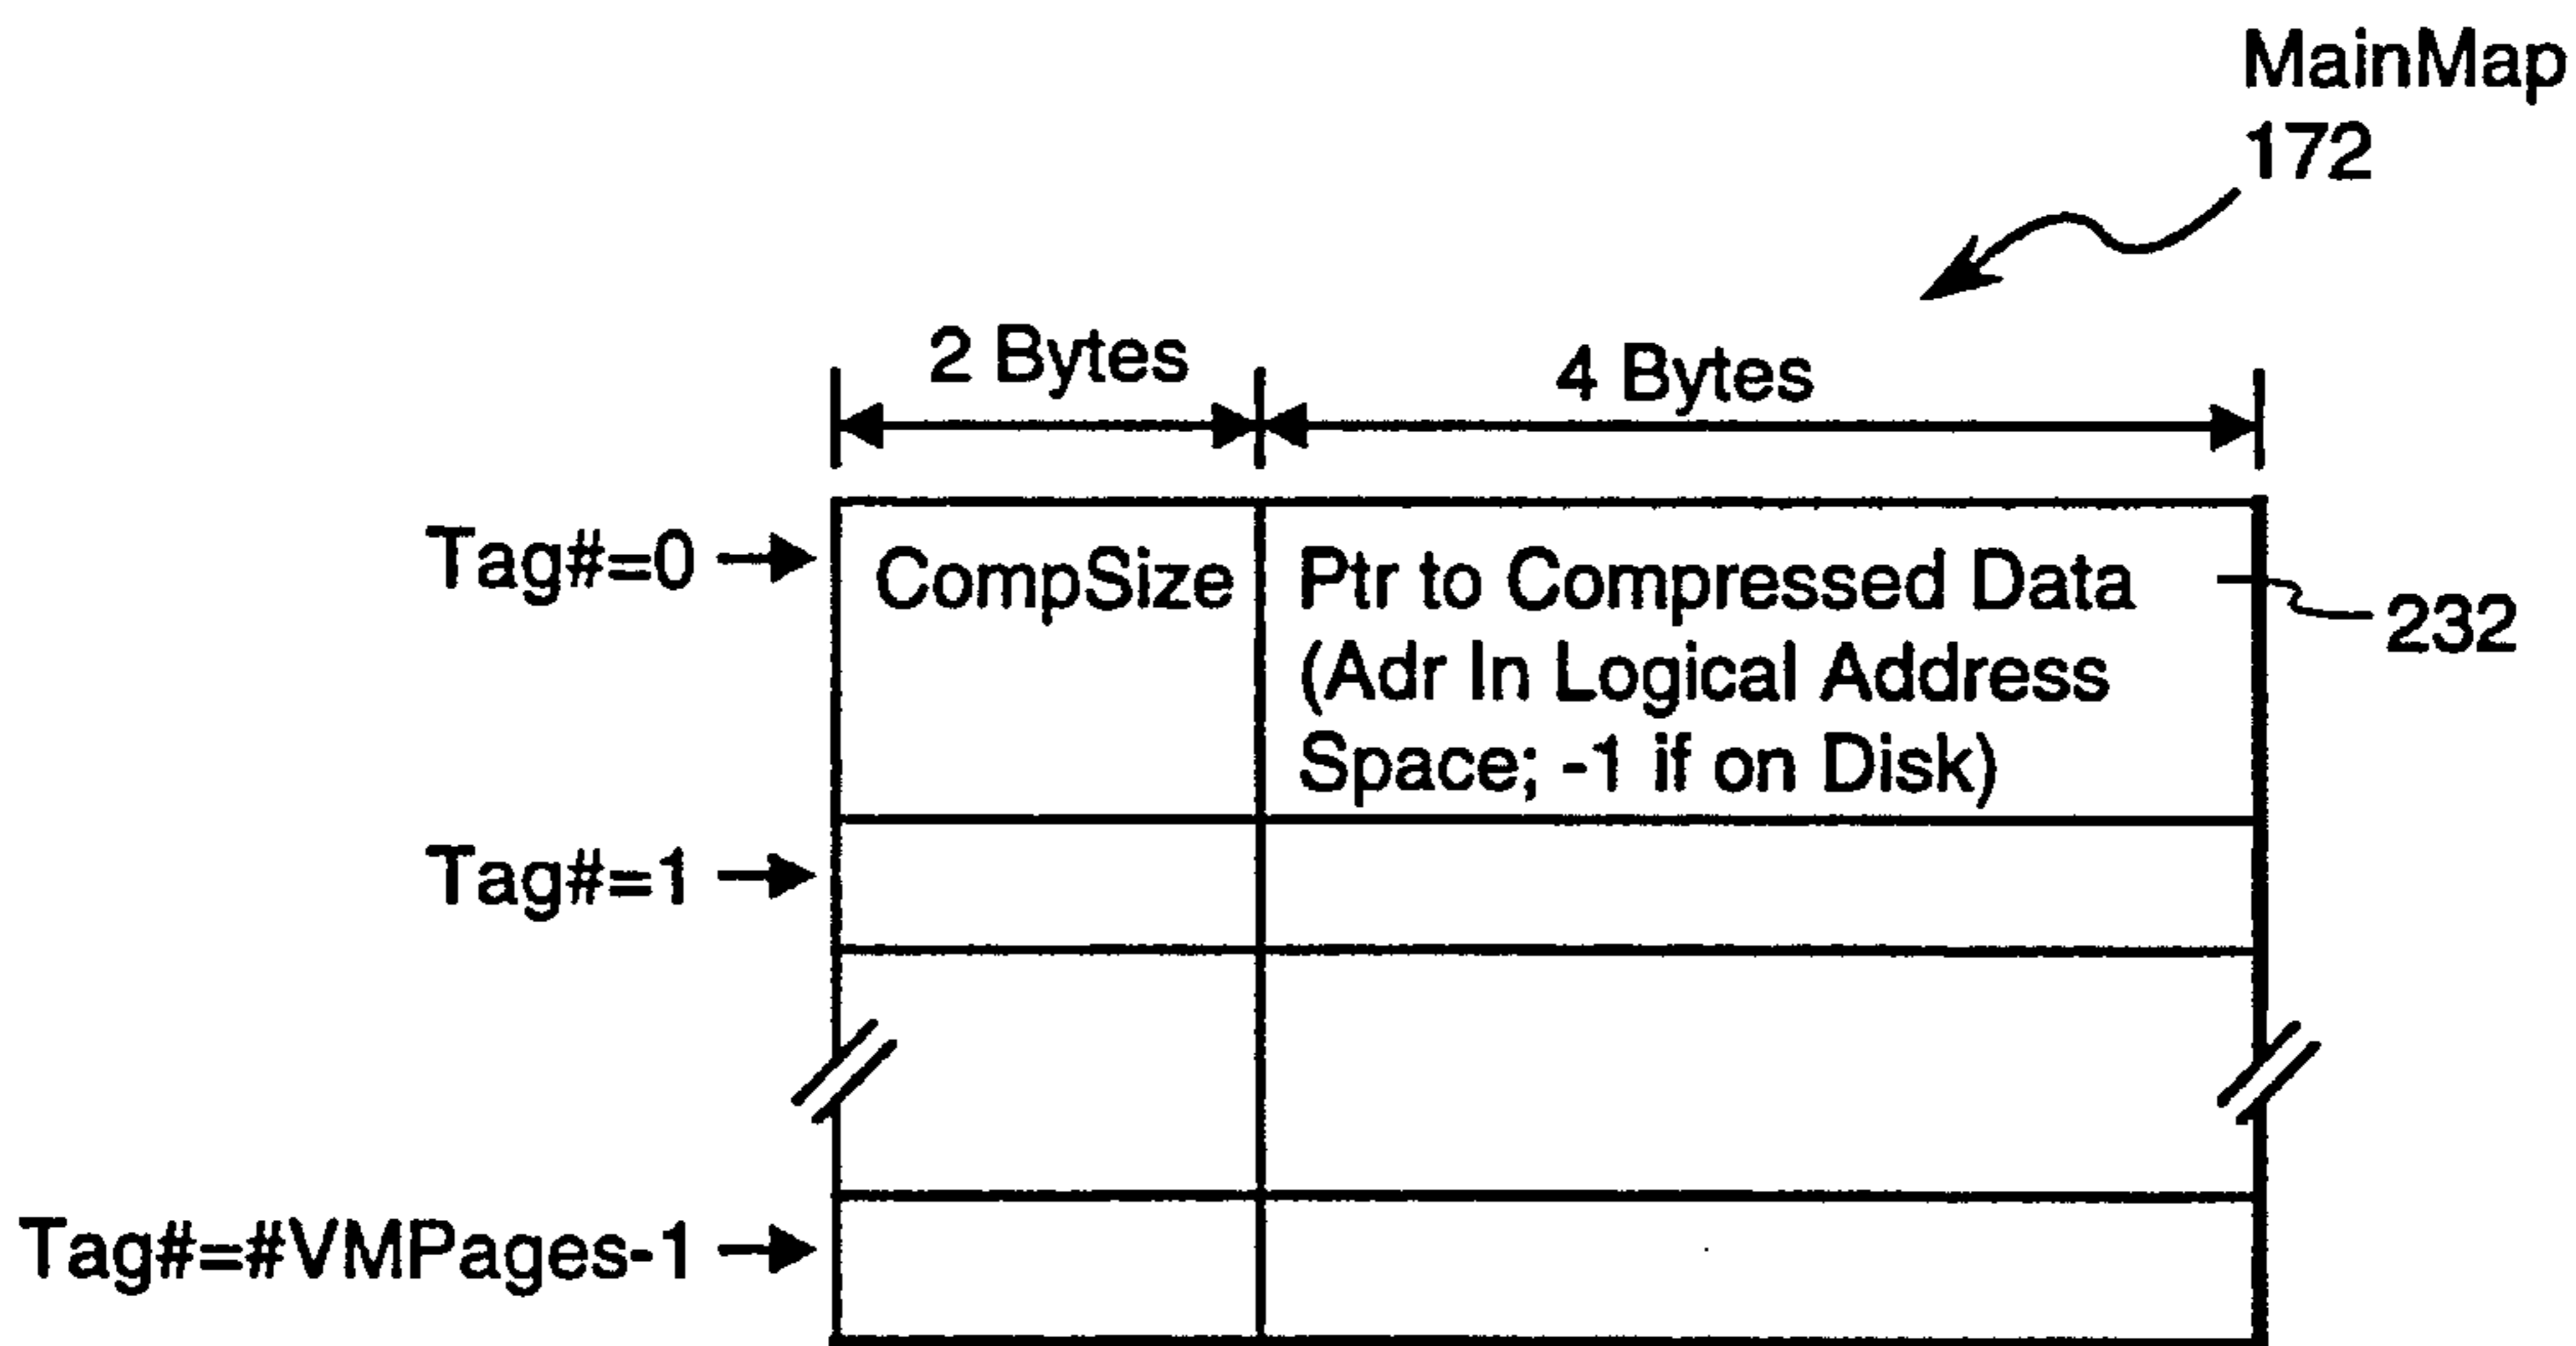 MainMap
172
2 Bytes
4 Bytes
Tag#=0
CompSize
Ptr to Compressed Data
(Adr In Logical Address
Space; -1 if on Disk)
232
Tag#=1
Tag#=#VMPages-1